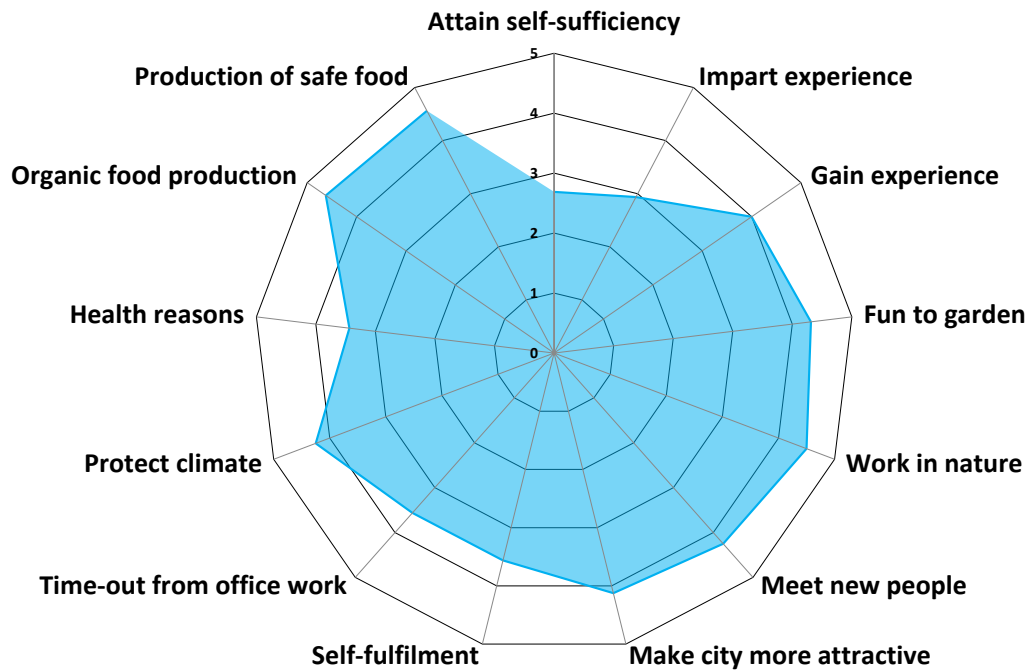 Attain self-sufficiency
Impart experience
Gain experience
Fun to garden
Work in nature
Meet new people
Make city more attractive
Self-fulfilment
Time-out from office work
Protect climate
Health reasons
Organic food production
Production of safe food
5
4
3
2
1
0